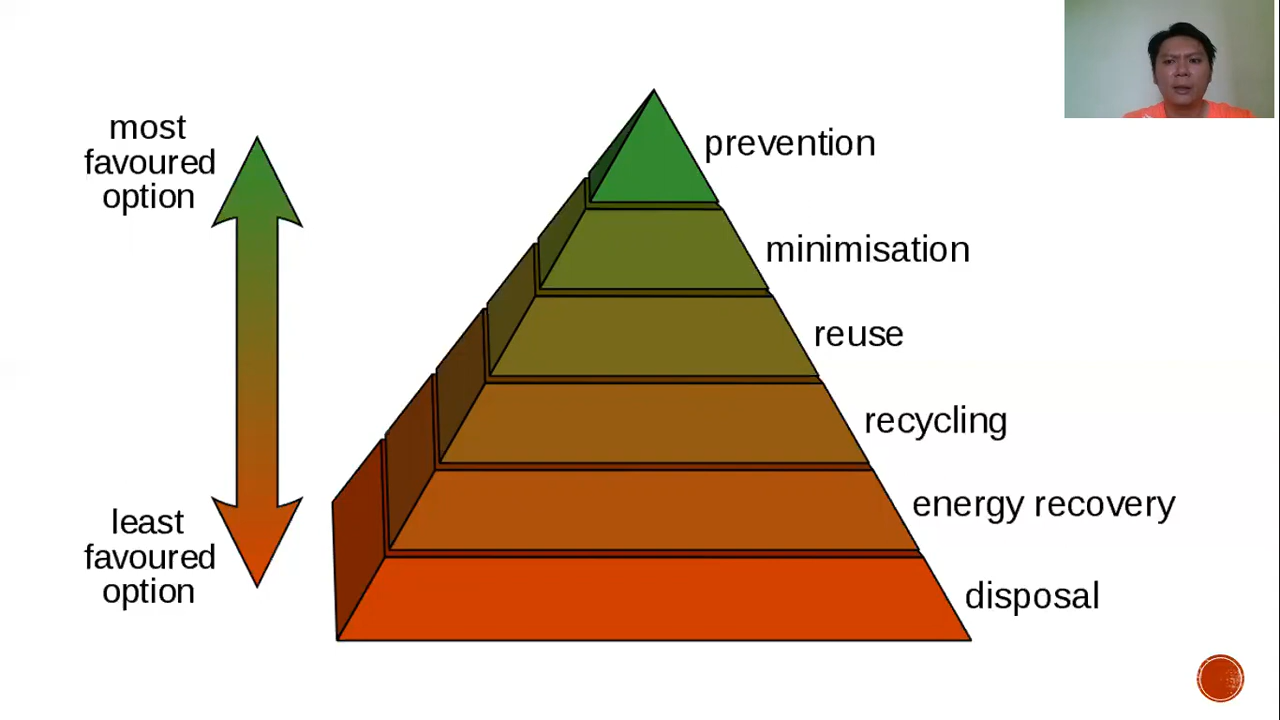 most
favoured
option
prevention
minimisation
reuse
recycling
energy recovery
least
favoured
option
disposal